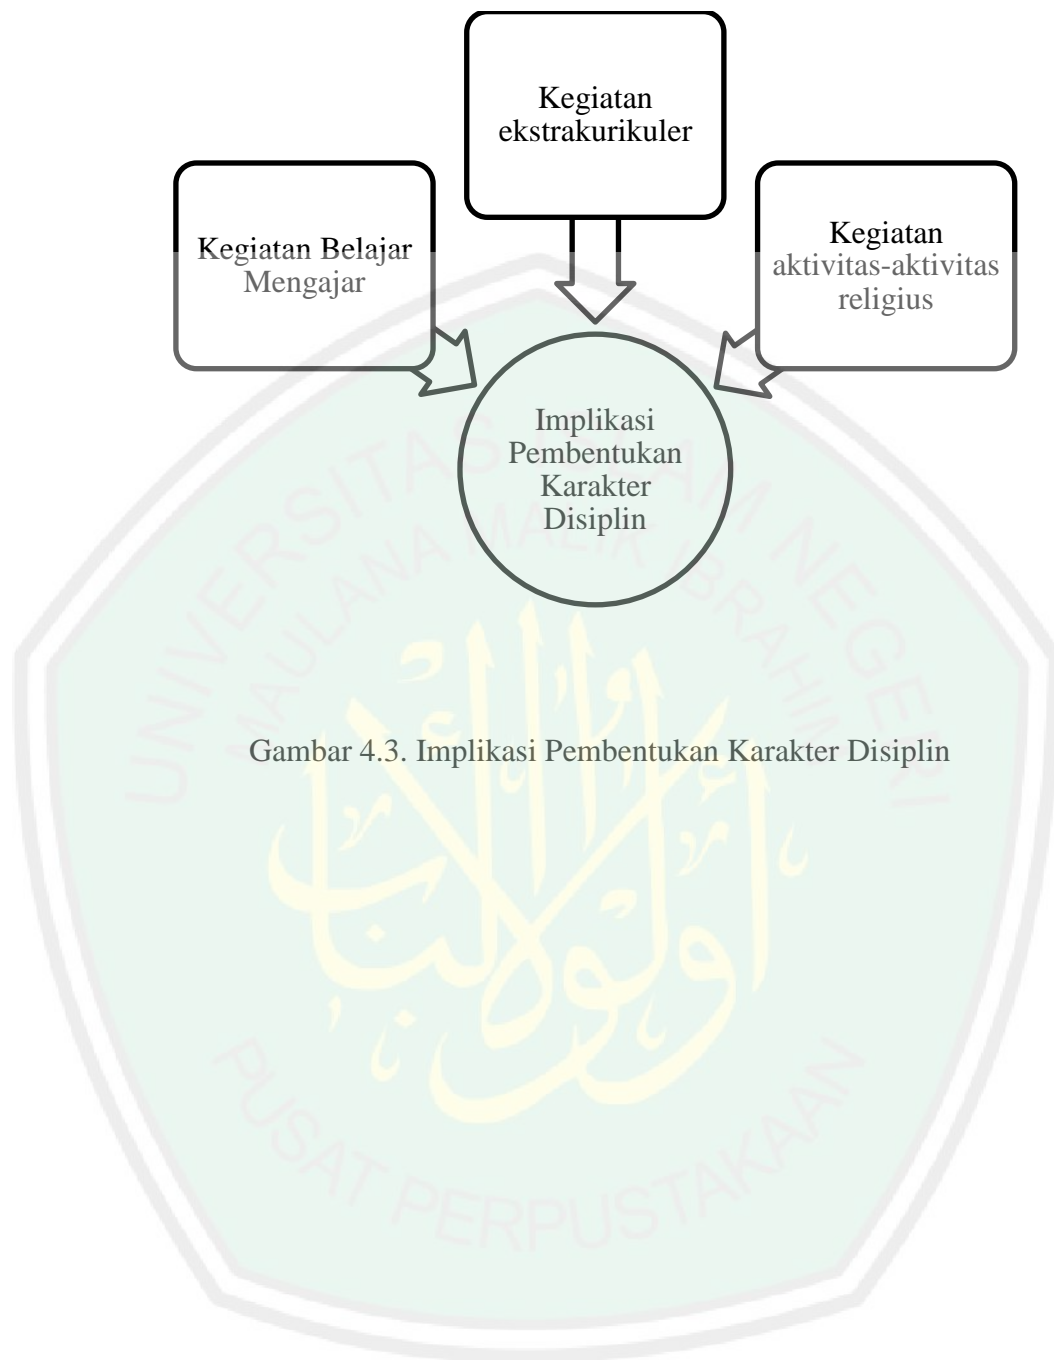 Kegiatan
ekstrakurikuler
Kegiatan Belajar
Mengajar
Kegiatan
aktivitas-aktivitas
religius
Implikasi
Pembentukan
Karakter
Disiplin
Gambar 4.3. Implikasi Pembentukan Karakter Disiplin
UNIVERSITAS ISLAM NEGERI
MAULANA MALIK IBRAHIM
PUSAT PERPUSTAKAAN